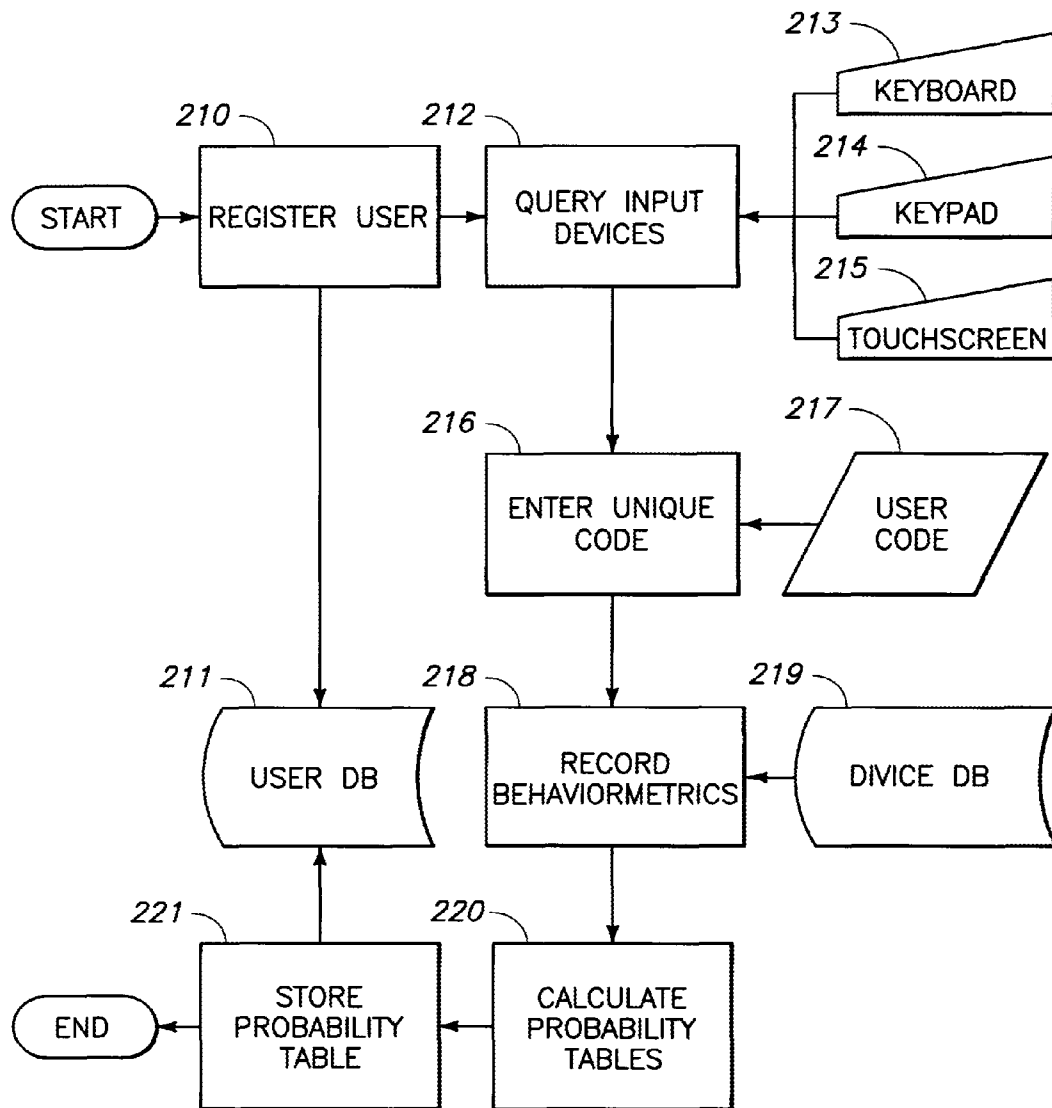 213
KEYBOARD
210
212
214
START
REGISTER USER
QUERY INPUT
DEVICES
KEYPAD
215
TOUCHSCREEN
216
217
ENTER UNIQUE
CODE
USER
CODE
211
218
219
USER DB
RECORD
BEHAVIORMETRICS
DIVICE DB
221
220
END
STORE
PROBABILITY
TABLE
CALCULATE
PROBABILITY
TABLES